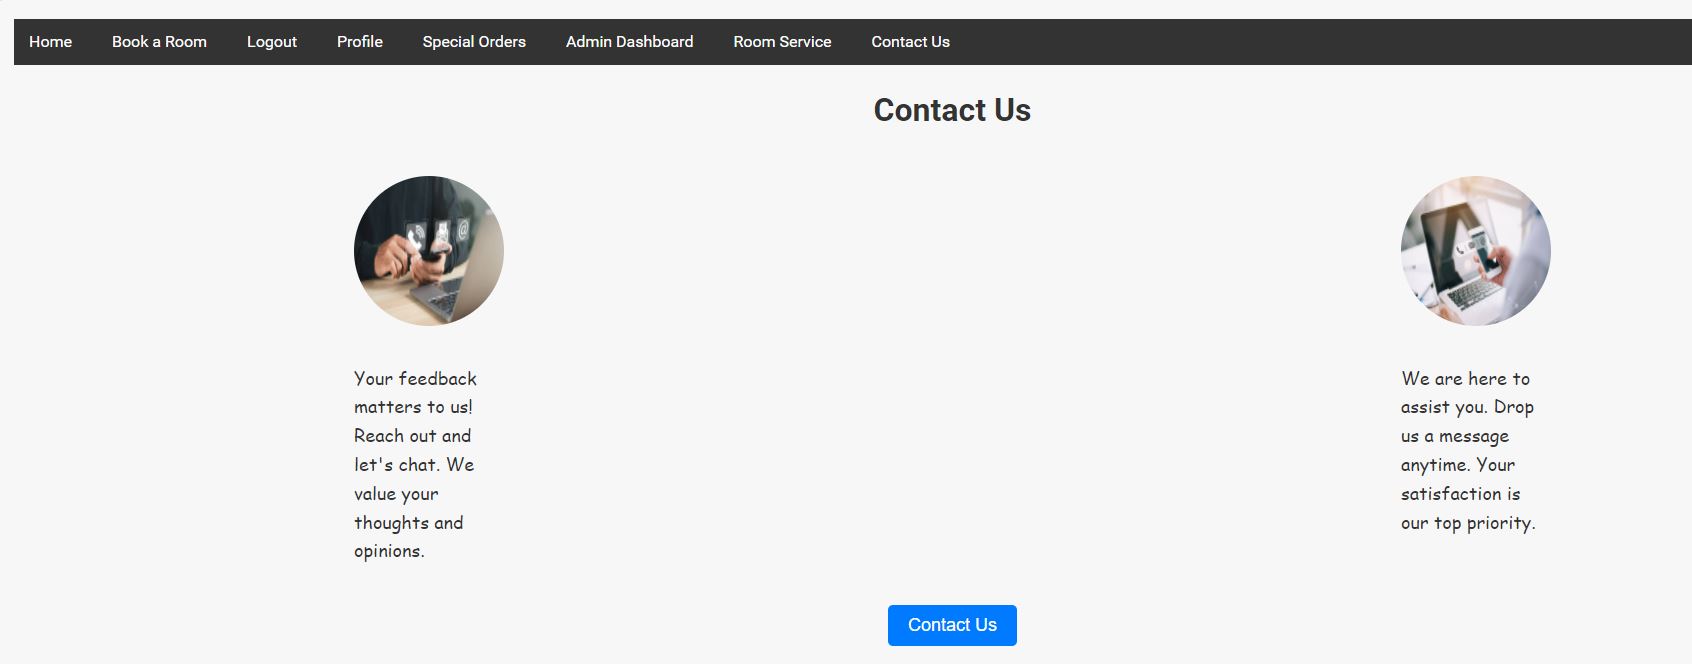 Home Book a Room Logout Profile Special Orders Admin Dashboard Room Service Contact Us
Contact Us
Your feedback
matters to us!
Reach out and
let's chat. We
value your
thoughts and
opinions.
We are here to
assist you. Drop
us a message
anytime. Your
satisfaction is
our top priority.
Contact Us